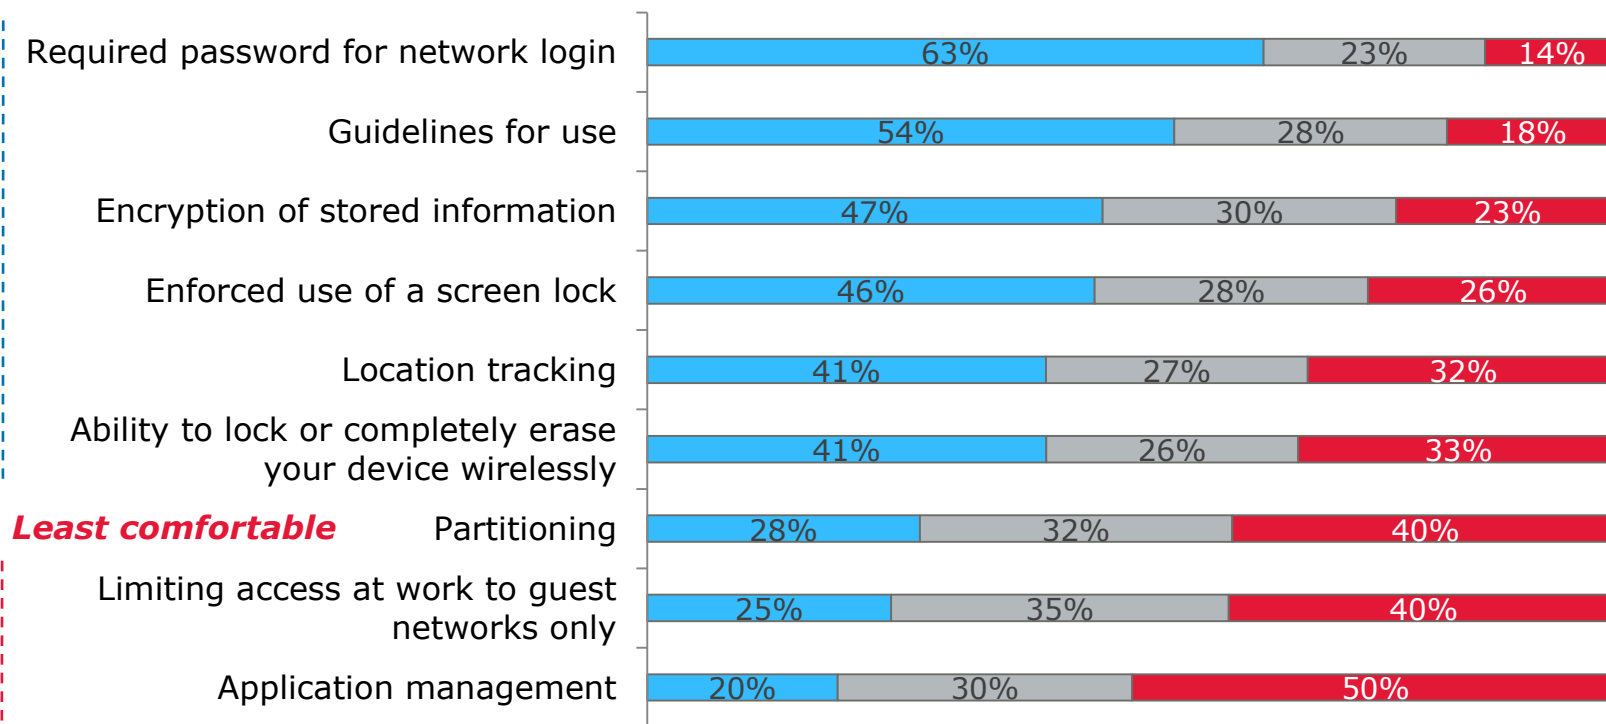 Required password for network login 63% 23% 14%
Guidelines for use 54% 28% 18%
Encryption of stored information 47% 30% 23%
Enforced use of a screen lock 46% 28% 26%
Location tracking 41% 27% 32%
Ability to lock or completely erase
your device wirelessly 41% 26% 33%
Least comfortable Partitioning 28% 32% 40%
Limiting access at work to guest
networks only 25% 35% 40%
Application management 20% 30% 50%